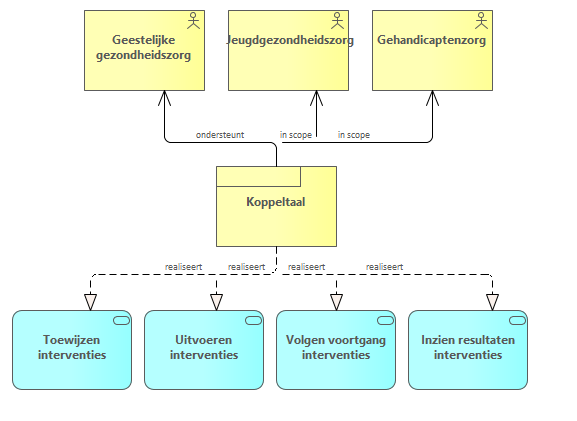 Geestelijke
gezondheidszorg
Jeugdgezondheidszorg
Gehandicaptenzorg
ondersteunt
in scope
in scope
Koppeltaal
realiseert
realiseert
realiseert
realiseert
Toewijzen
interventies
Uitvoeren
interventies
Volgen voortgang
interventies
Inzien resultaten
interventies